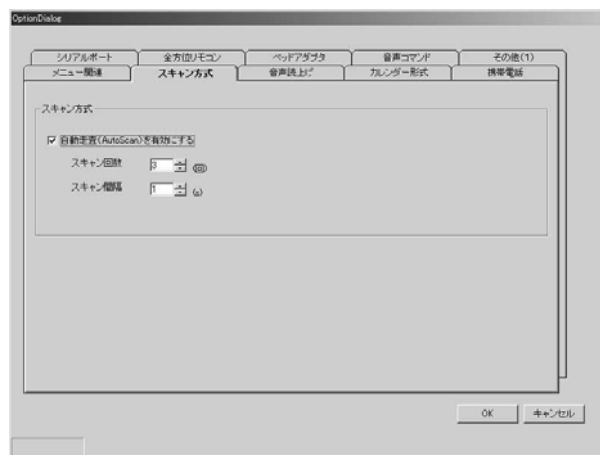 OptionDialog
シリアルポート 全方位リモコン ベッドアダプタ 音声コマンド その他(1)
メニュー関連 スキャン方式 音声読上げ カレンダー形式 携帯電話
スキャン方式
自動走査(AutoScan)を有効にする
スキャン回数 3 (回)
スキャン間隔 1 (s)
OK キャンセル